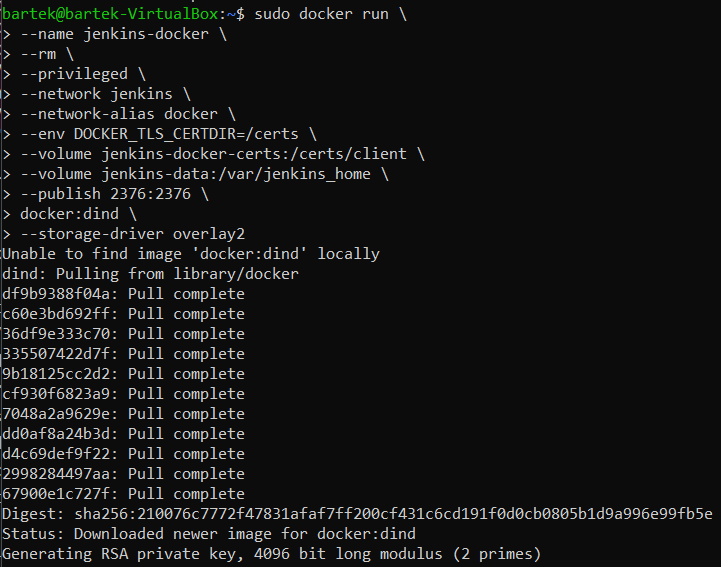 bartek@bartek-VirtualBox:~$ sudo docker run \
> --name jenkins-docker \
> --rm \
> --privileged \
> --network jenkins \
> --network-alias docker \
> --env DOCKER_TLS_CERTDIR=/certs \
> --volume jenkins-docker-certs:/certs/client \
> --volume jenkins-data:/var/jenkins_home \
> --publish 2376:2376 \
> docker:dind \
> --storage-driver overlay2
Unable to find image 'docker:dind' locally
dind: Pulling from library/docker
df9b9388f04a: Pull complete
c60e3bd692ff: Pull complete
36df9e333c70: Pull complete
335507422d7f: Pull complete
9b18125cc2d2: Pull complete
cf930f6823a9: Pull complete
7048a2a9629e: Pull complete
dd0af8a24b3d: Pull complete
d4c69def9f22: Pull complete
2998284497aa: Pull complete
67900e1c727f: Pull complete
Digest: sha256:210076c7772f47831afaf7ff200cf431c6cd191f0d0cb0805b1d9a996e99fb5e
Status: Downloaded newer image for docker:dind
Generating RSA private key, 4096 bit long modulus (2 primes)